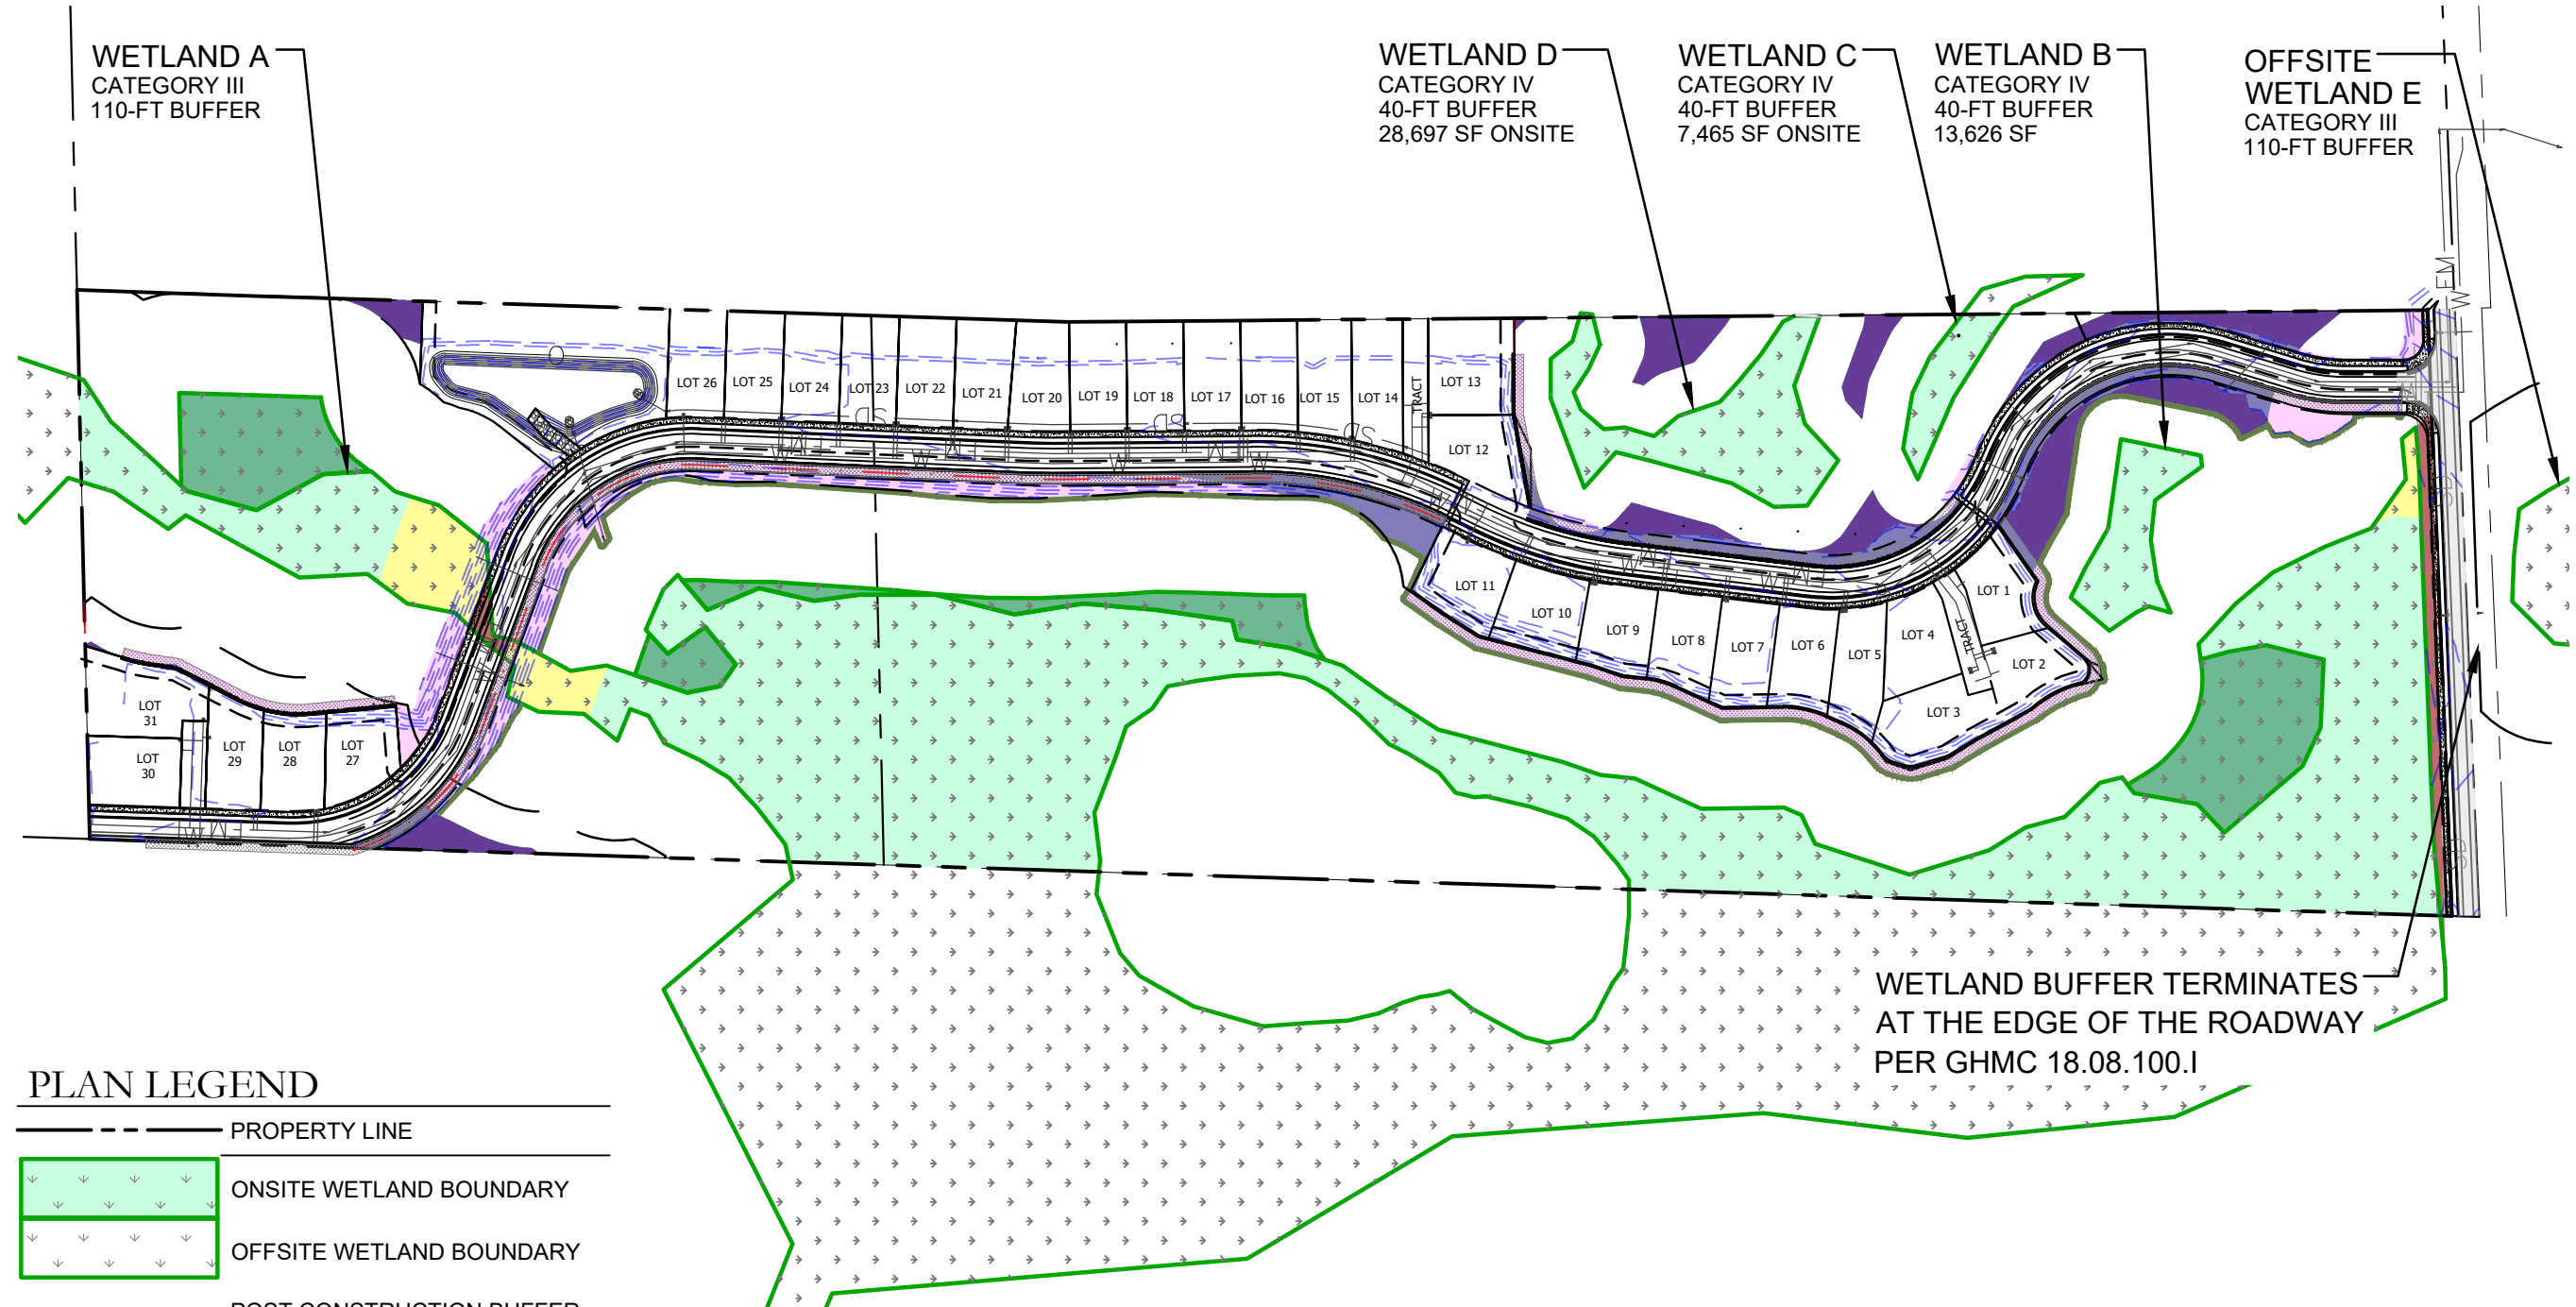 WETLAND A
CATEGORY III
110-FT BUFFER
WETLAND D
CATEGORY IV
40-FT BUFFER
28,697 SF ONSITE
WETLAND C
CATEGORY IV
40-FT BUFFER
7,465 SF ONSITE
WETLAND B
CATEGORY IV
40-FT BUFFER
13,626 SF
OFFSITE
WETLAND E
CATEGORY III
110-FT BUFFER
LOT 26
LOT 25
LOT 24
LOT 23
LOT 22
LOT 21
LOT 20
LOT 19
LOT 18
LOT 17
LOT 16
LOT 15
LOT 14
TRACT
LOT 13
LOT 12
LOT 11
LOT 10
LOT 9
LOT 8
LOT 7
LOT 6
LOT 5
LOT 4
TRACT
LOT 1
LOT 2
LOT 3
LOT
31
LOT
30
LOT
29
LOT
28
LOT
27
WETLAND BUFFER TERMINATES
AT THE EDGE OF THE ROADWAY
PER GHMC 18.08.100.I
PLAN LEGEND
PROPERTY LINE
ONSITE WETLAND BOUNDARY
OFFSITE WETLAND BOUNDARY
POST CONSTRUCTION BUFFER